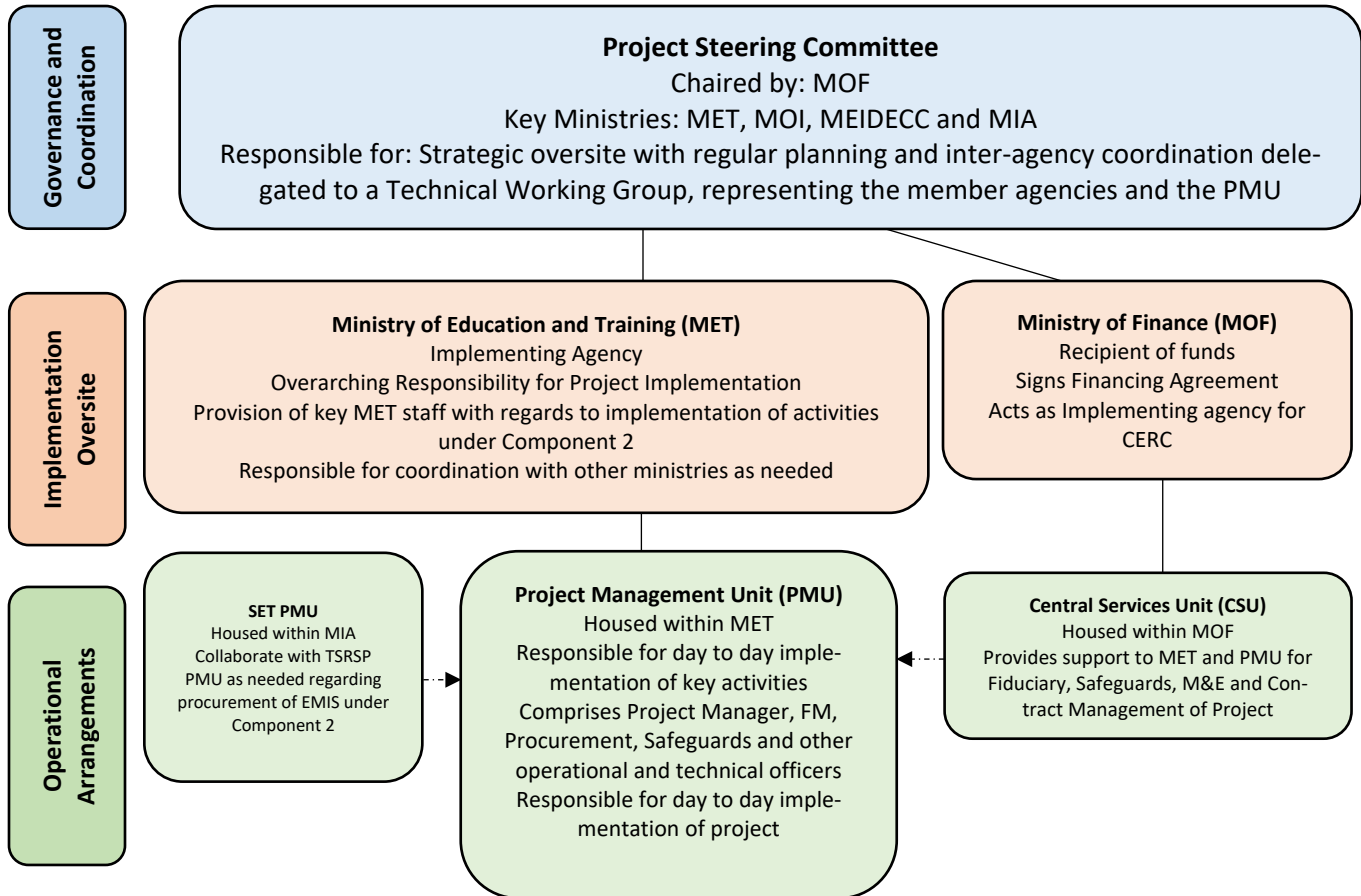 Governance and
Coordination
Project Steering Committee
Chaired by: MOF
Key Ministries: MET, MOI, MEIDECC and MIA
Responsible for: Strategic oversite with regular planning and inter-agency coordination dele-
gated to a Technical Working Group, representing the member agencies and the PMU
Implementation
Oversite
Ministry of Education and Training (MET)
Implementing Agency
Overarching Responsibility for Project Implementation
Provision of key MET staff with regards to implementation of activities
under Component 2
Responsible for coordination with other ministries as needed
Ministry of Finance (MOF)
Recipient of funds
Signs Financing Agreement
Acts as Implementing agency for
CERC
Operational
Arrangements
SET PMU
Housed within MIA
Collaborate with TSRSP
PMU as needed regarding
procurement of EMIS under
Component 2
Project Management Unit (PMU)
Housed within MET
Responsible for day to day imple-
mentation of key activities
Comprises Project Manager, FM,
Procurement, Safeguards and other
operational and technical officers
Responsible for day to day imple-
mentation of project
Central Services Unit (CSU)
Housed within MOF
Provides support to MET and PMU for
Fiduciary, Safeguards, M&E and Con-
tract Management of Project